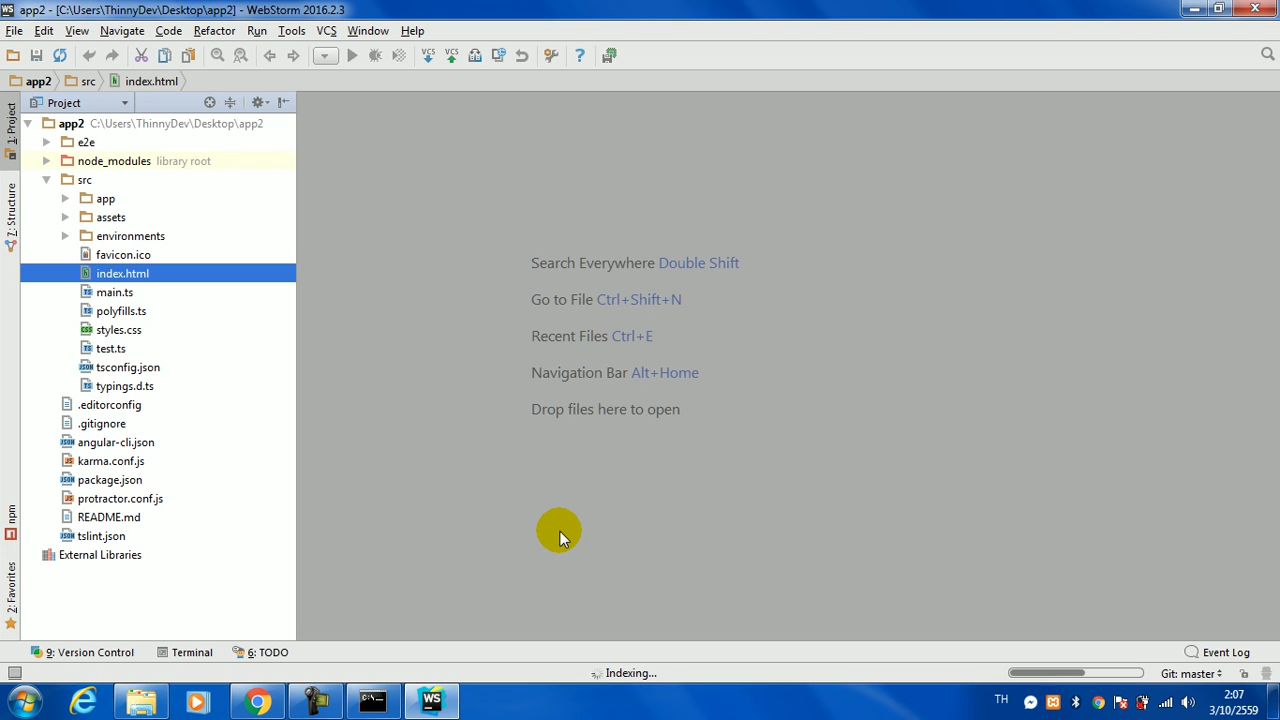 app2 - [C:\Users\ThinnyDev\Desktop\app2] - WebStorm 2016.2.3
File Edit View Navigate Code Refactor Run Tools VCS Window Help
VCS VCS
app2 src index.html
1: Project
7: Structure
npm
2: Favorites
Project
app2 C:\Users\ThinnyDev\Desktop\app2
e2e
node_modules library root
src
app
assets
environments
favicon.ico
index.html
main.ts
polyfills.ts
styles.css
test.ts
tsconfig.json
typings.d.ts
.editorconfig
.gitignore
angular-cli.json
karma.conf.js
package.json
protractor.conf.js
README.md
tslint.json
External Libraries
Search Everywhere Double Shift
Go to File Ctrl+Shift+N
Recent Files Ctrl+E
Navigation Bar Alt+Home
Drop files here to open
9: Version Control Terminal 6: TODO Event Log
Indexing... Git: master
WS TH 2:07
3/10/2559